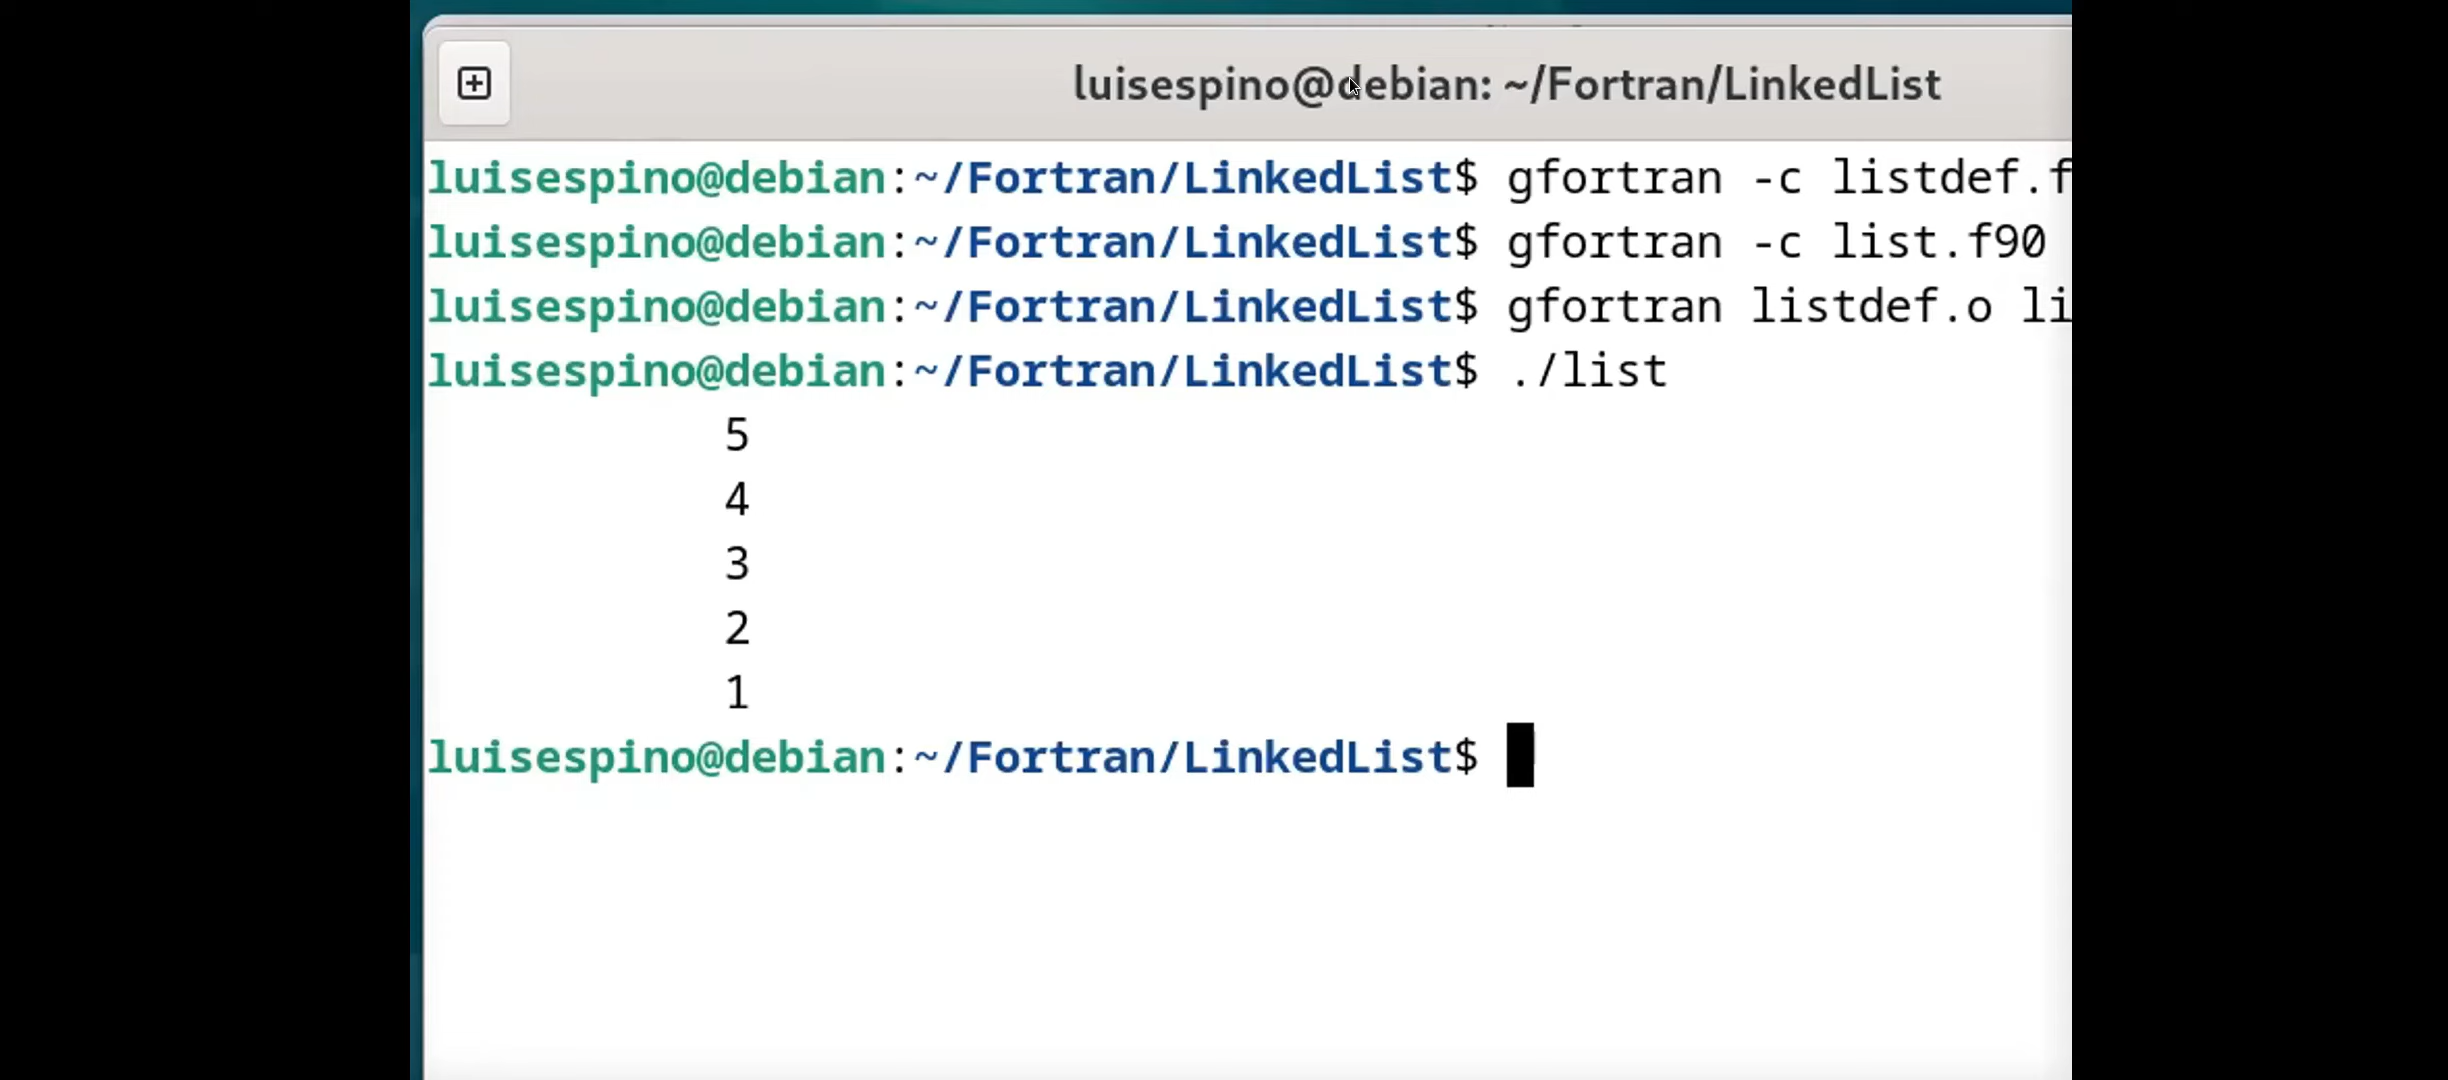 luisespino@debian: ~/Fortran/LinkedList
luisespino@debian:~/Fortran/LinkedList$ gfortran -c listdef.f
luisespino@debian:~/Fortran/LinkedList$ gfortran -c list.f90
luisespino@debian:~/Fortran/LinkedList$ gfortran listdef.o li
luisespino@debian:~/Fortran/LinkedList$ ./list
5
4
3
2
1
luisespino@debian:~/Fortran/LinkedList$